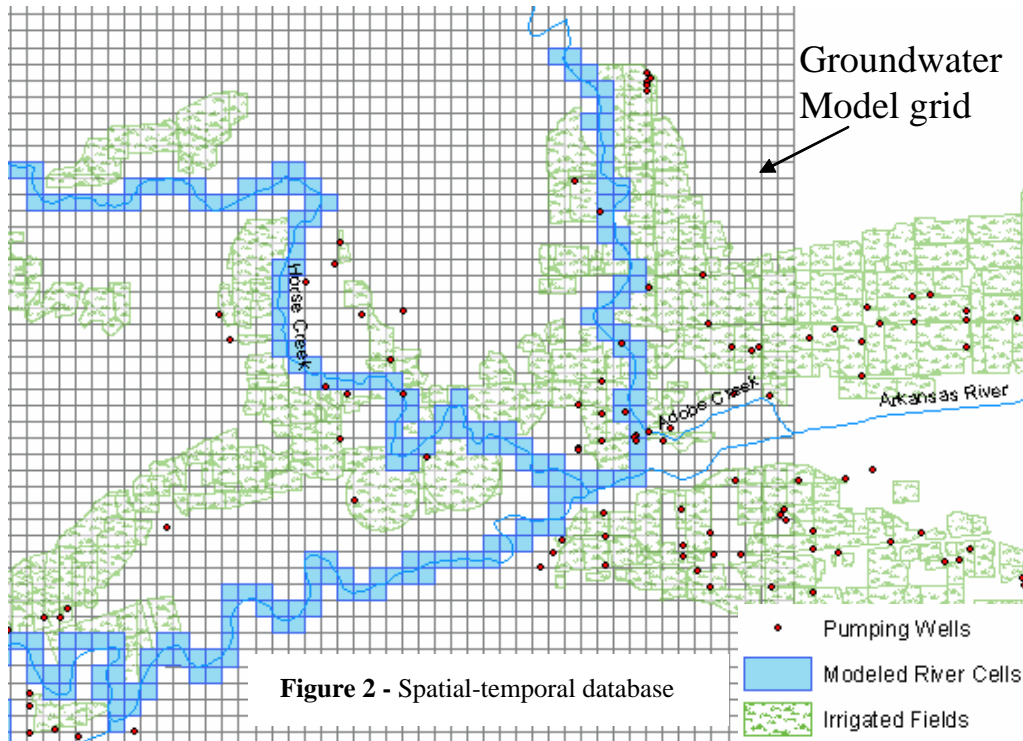 Groundwater
Model grid
Horse Creek
Adobe Creek
Arkansas River
Figure 2 - Spatial-temporal database
Pumping Wells
Modeled River Cells
Irrigated Fields